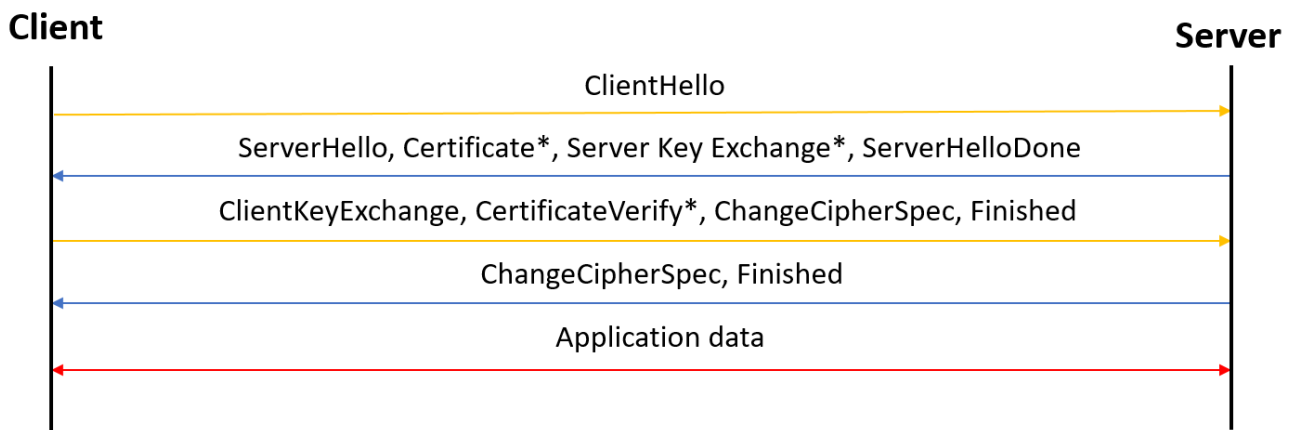 Client
Server
ClientHello
ServerHello, Certificate*, Server Key Exchange*, ServerHelloDone
ClientKeyExchange, CertificateVerify*, ChangeCipherSpec, Finished
ChangeCipherSpec, Finished
Application data